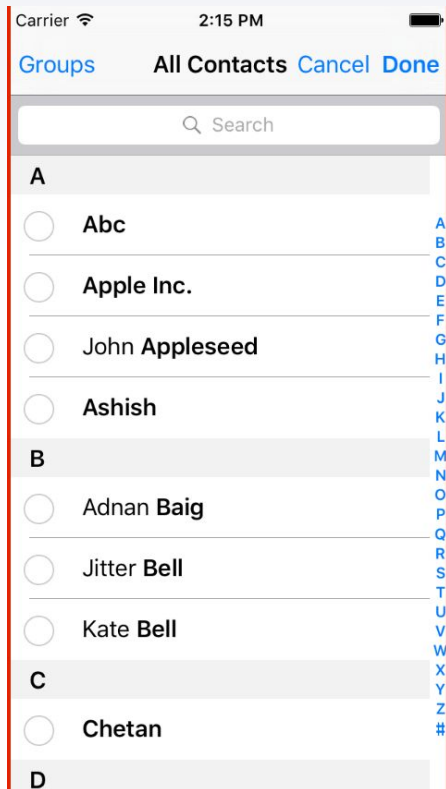 Carrier 2:15 PM
Groups All Contacts Cancel Done
Search
A
Abc
Apple Inc.
John Appleseed
Ashish
B
Adnan Baig
Jitter Bell
Kate Bell
C
Chetan
D
A
B
C
D
E
F
G
H
I
J
K
L
M
N
O
P
Q
R
S
T
U
V
W
X
Y
Z
#